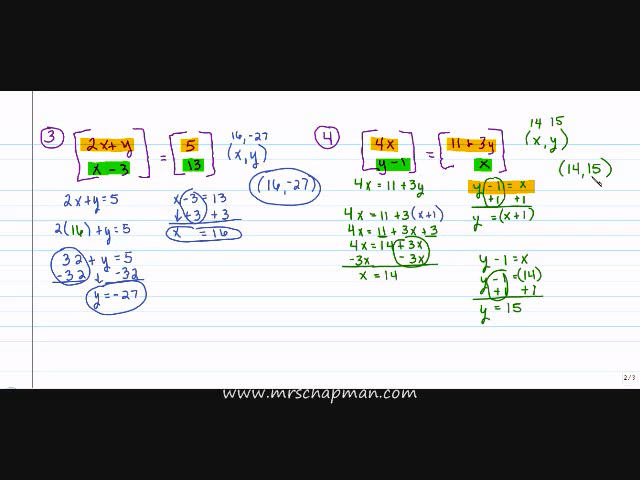 3
[2x+y
x-3] = [5
13]
16,-27
(x,y)
(16,-27)
2x+y=5
2(16)+y=5
32+y=5
-32 ↓ -32
y=-27
x-3=13
↓+3 +3
x =16
4
[4x
y-1] = [11+3y
x]
14 15
(x,y)
(14,15)
4x=11+3y
4x=11+3(x+1)
4x=11+3x+3
4x=14+3x
-3x -3x
x=14
y-1=x
+1 +1
y =(x+1)
y-1=x
y-1=(14)
+1 +1
y =15
2/3
www.mrschapman.com